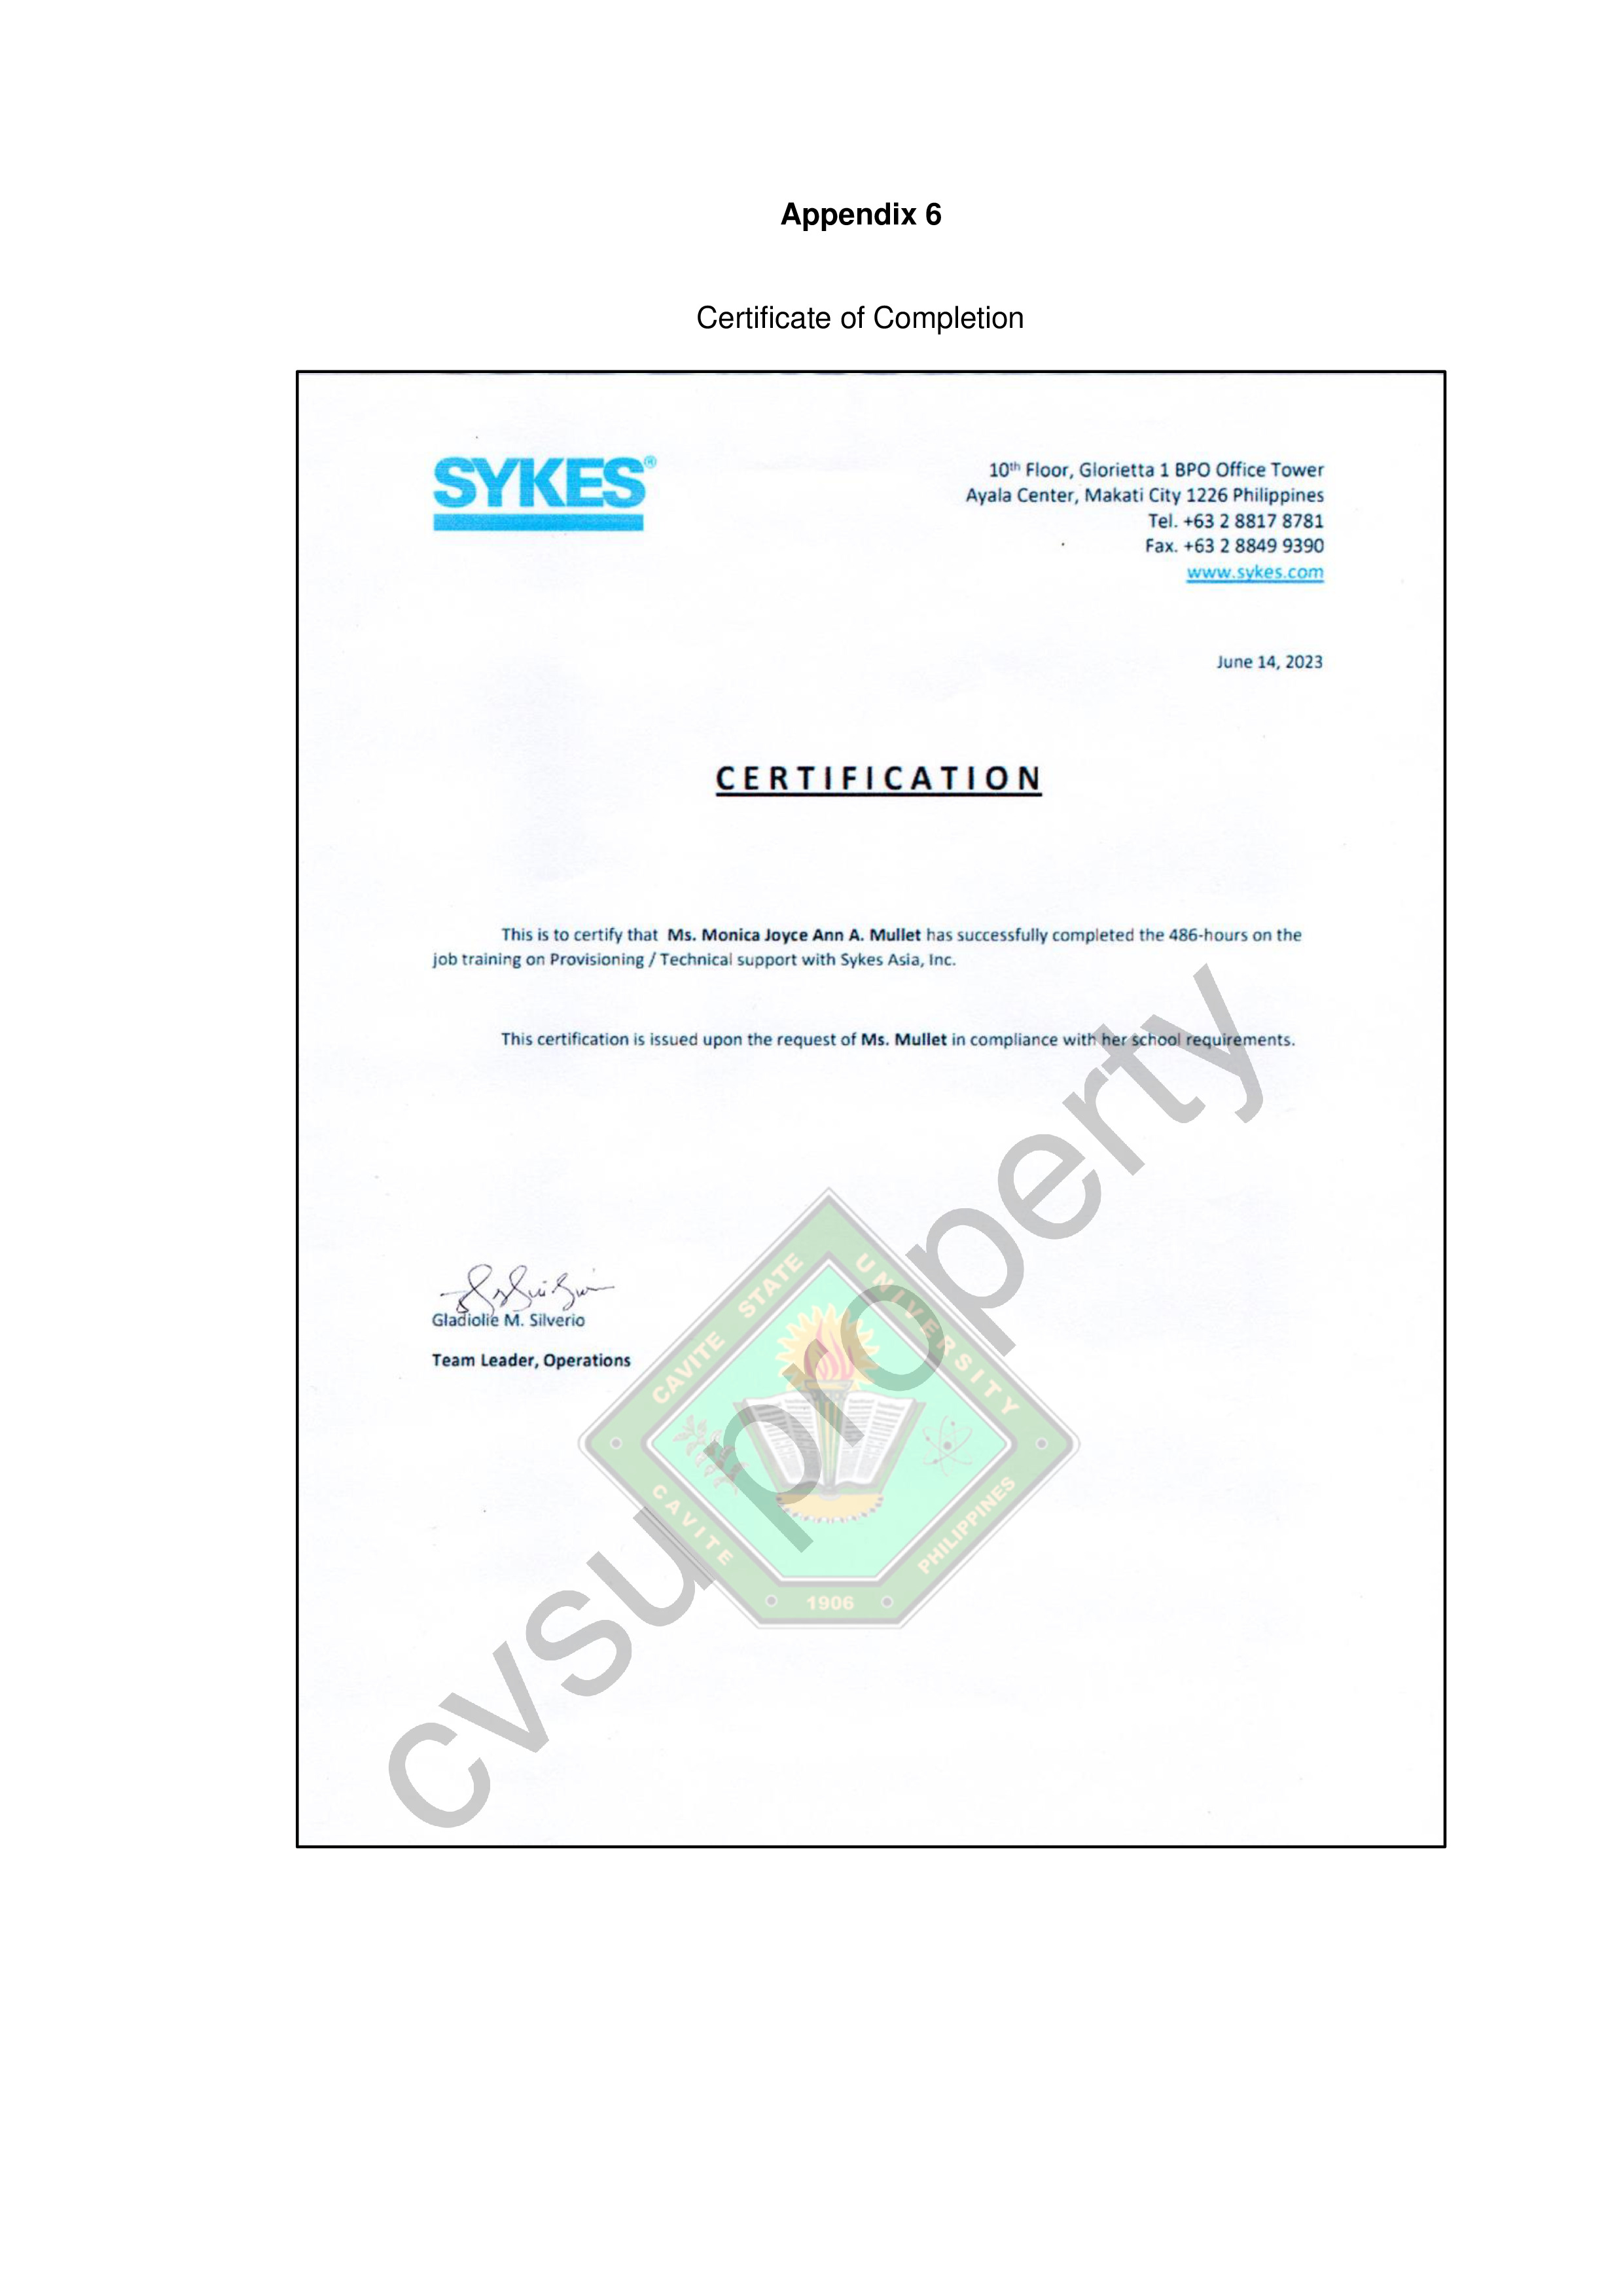 Appendix 6
Certificate of Completion
SYKES®
10th Floor, Glorietta 1 BPO Office Tower
Ayala Center, Makati City 1226 Philippines
Tel. +63 2 8817 8781
Fax. +63 2 8849 9390
www.sykes.com
June 14, 2023
CERTIFICATION
This is to certify that Ms. Monica Joyce Ann A. Mullet has successfully completed the 486-hours on the
job training on Provisioning / Technical support with Sykes Asia, Inc.
This certification is issued upon the request of Ms. Mullet in compliance with her school requirements.
Gladiolie M. Silverio
Team Leader, Operations
CAVITE STATE UNIVERSITY
CAVITE PHILIPPINES
1906
cvsu property